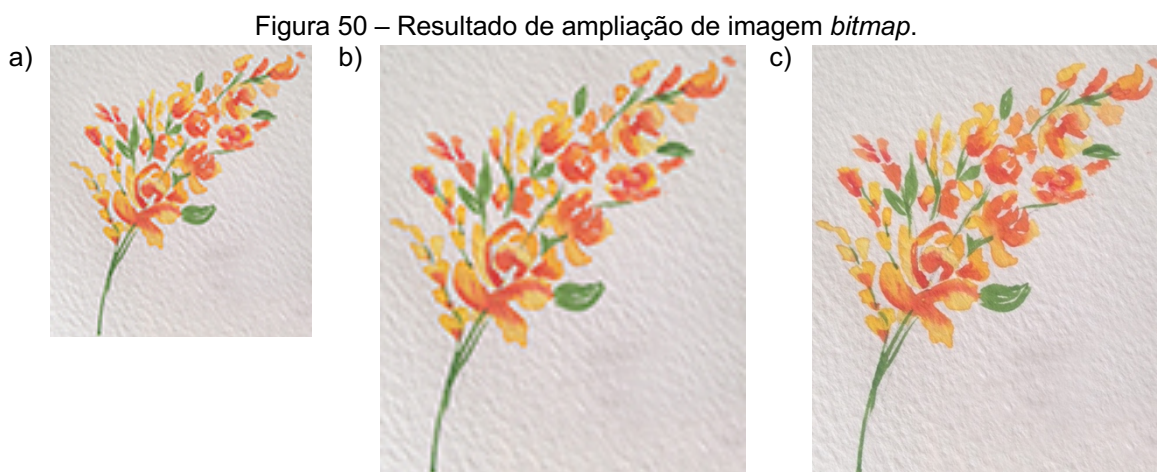 Figura 50 – Resultado de ampliação de imagem bitmap.
a) b) c)